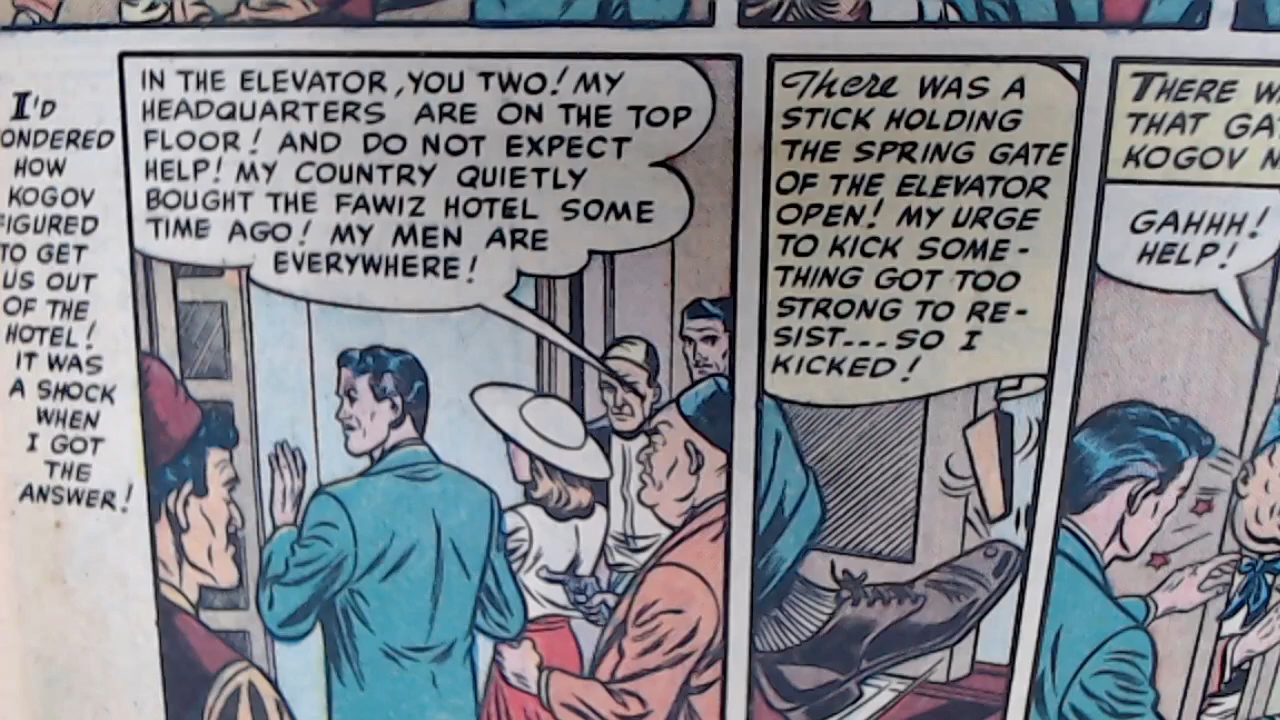 I'D
ONDERED
HOW
KOGOV
FIGURED
TO GET
US OUT
OF THE
HOTEL!
IT WAS
A SHOCK
WHEN
I GOT
THE
ANSWER!
IN THE ELEVATOR, YOU TWO! MY
HEADQUARTERS ARE ON THE TOP
FLOOR! AND DO NOT EXPECT
HELP! MY COUNTRY QUIETLY
BOUGHT THE FAWIZ HOTEL SOME
TIME AGO! MY MEN ARE
EVERYWHERE!
There WAS A
STICK HOLDING
THE SPRING GATE
OF THE ELEVATOR
OPEN! MY URGE
TO KICK SOME-
THING GOT TOO
STRONG TO RE-
SIST---SO I
KICKED!
THERE W
THAT GA
KOGOV N
GAHHH!
HELP!